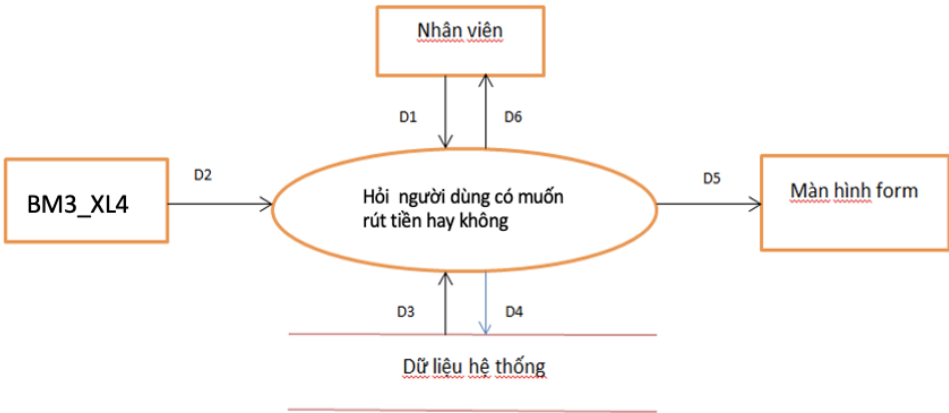 Nhân viên
D1
D6
D2
BM3_XL4
Hỏi người dùng có muốn
rút tiền hay không
D5
Màn hình form
D3
D4
Dữ liệu hệ thống